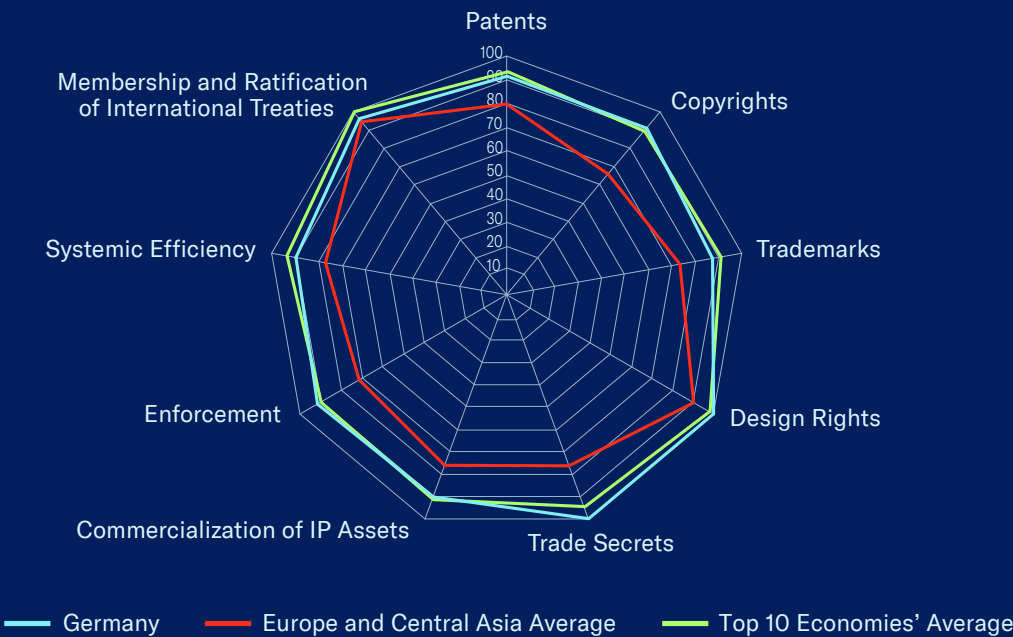 Patents
100
90
80
70
60
50
40
30
20
10
Membership and Ratification
of International Treaties
Copyrights
Systemic Efficiency
Trademarks
Enforcement
Design Rights
Commercialization of IP Assets
Trade Secrets
Germany
Europe and Central Asia Average
Top 10 Economies’ Average